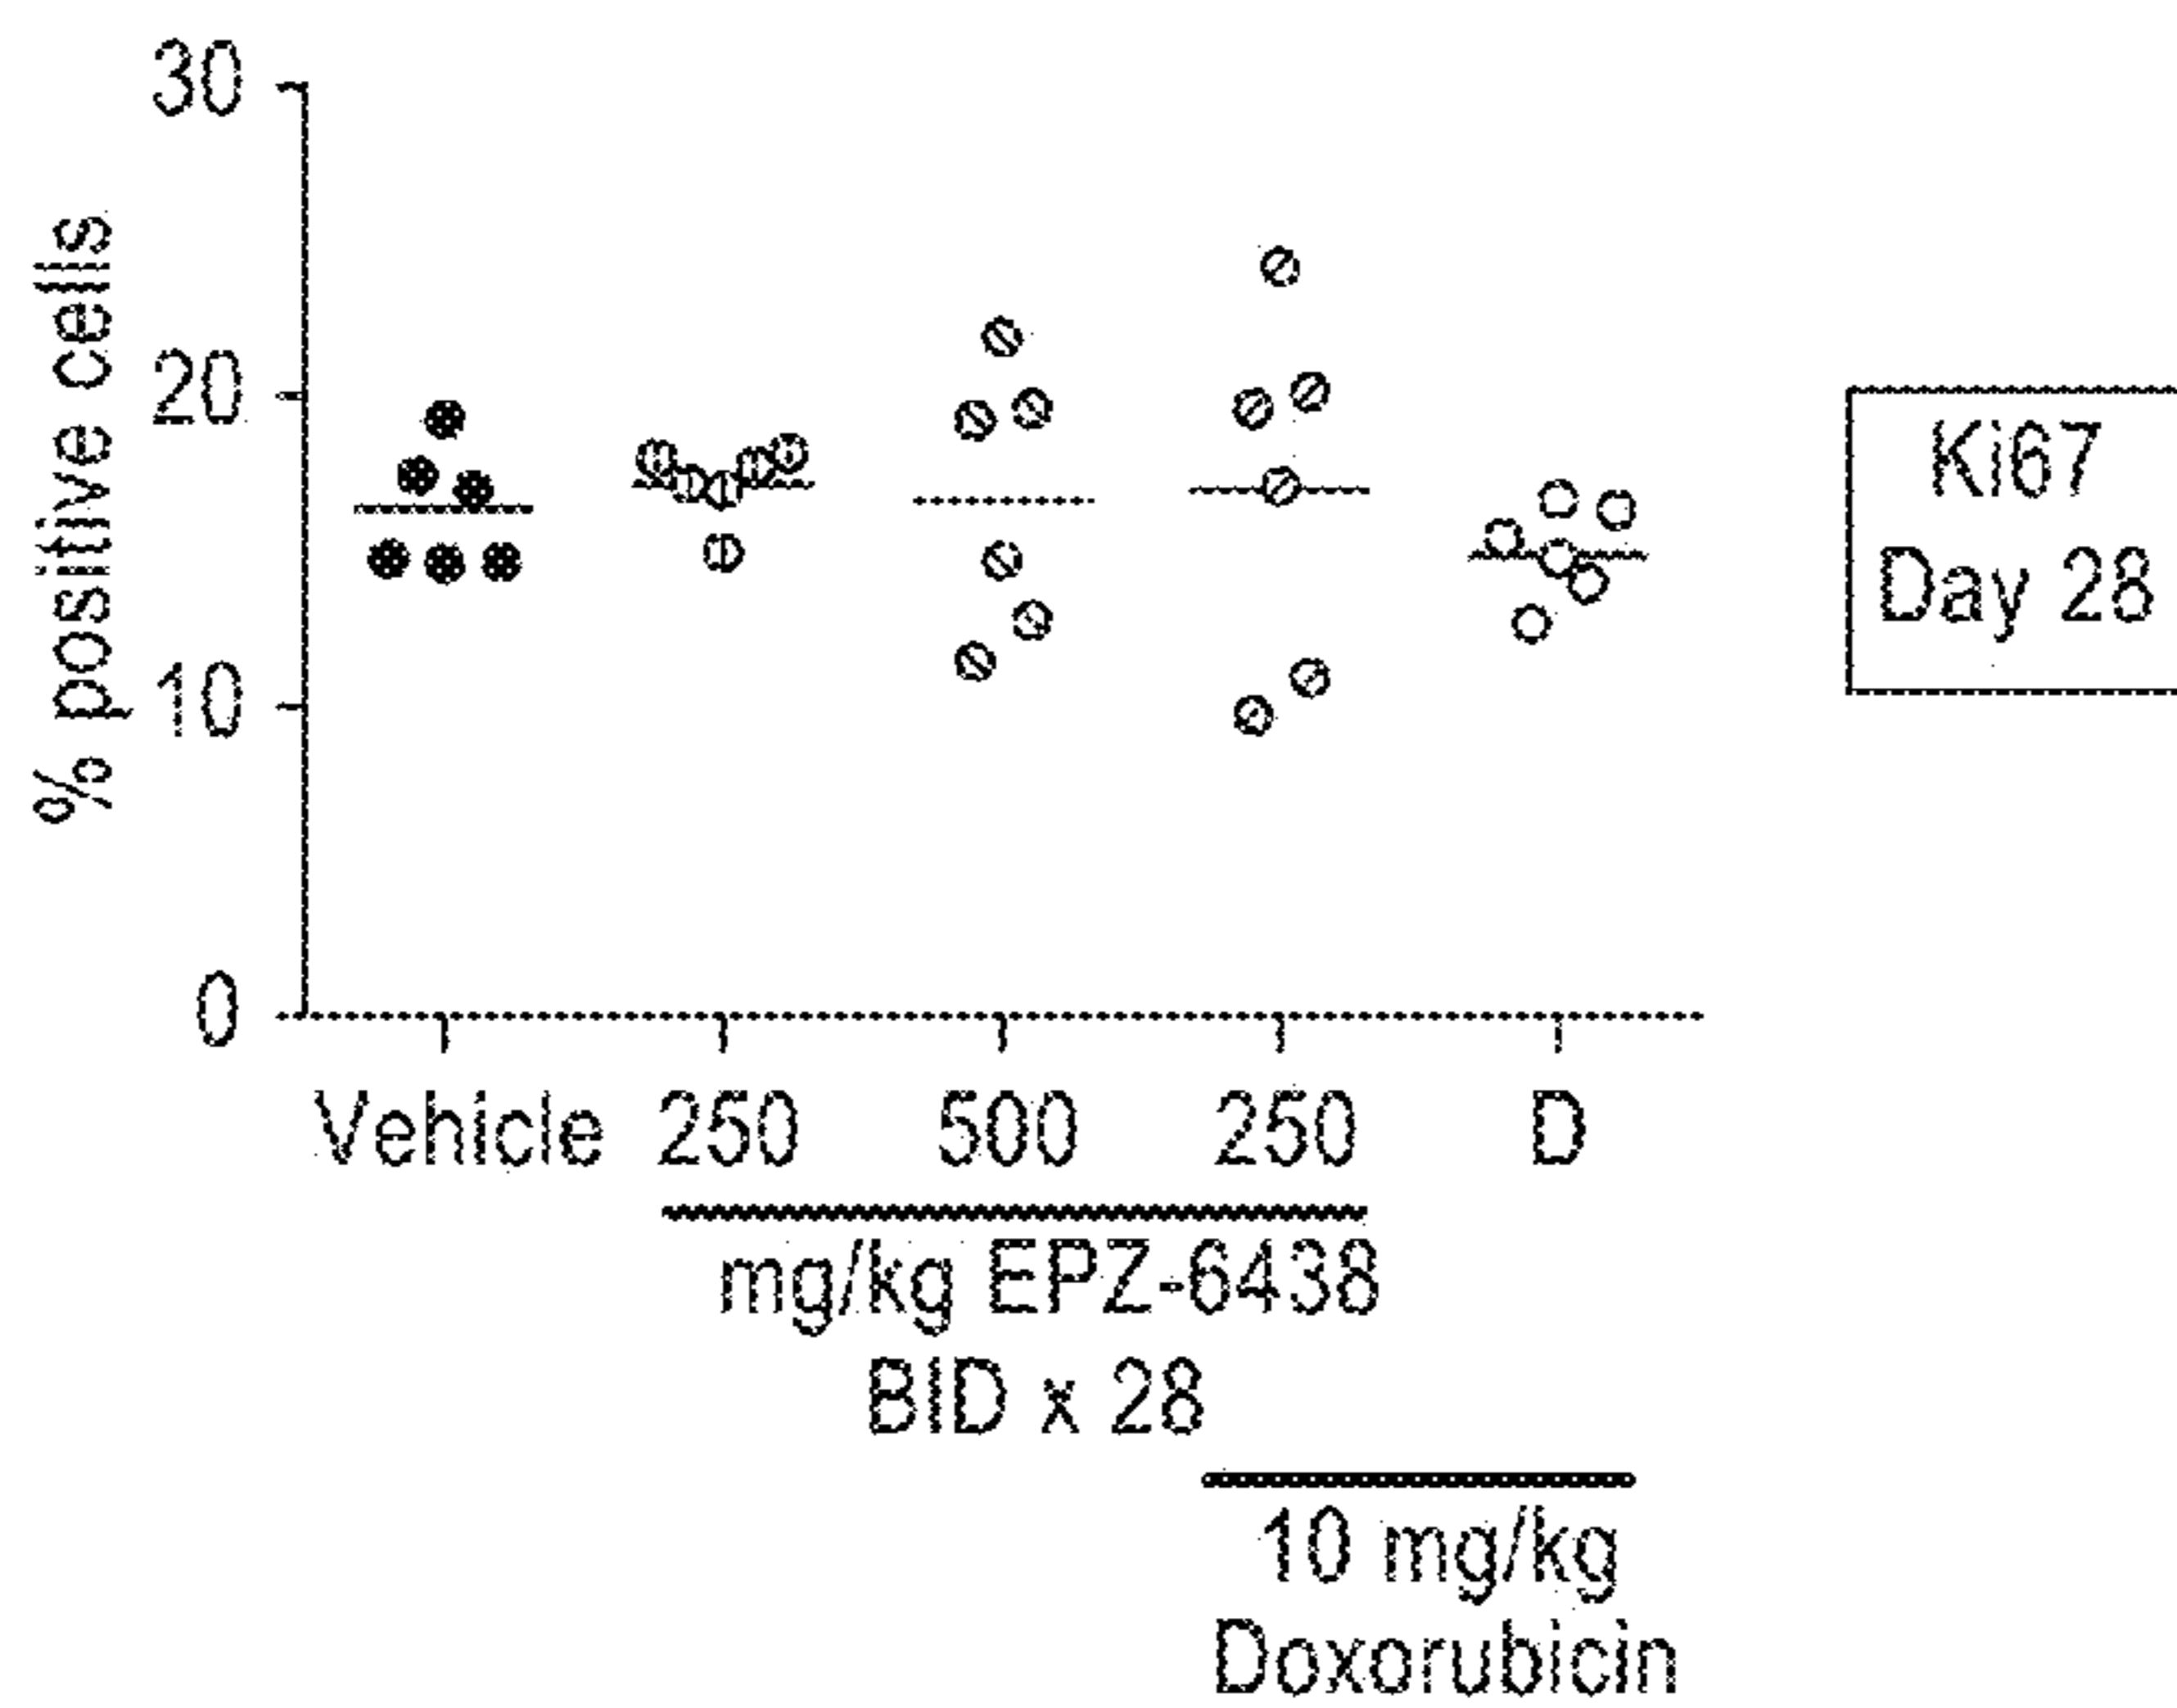 % positive cells
30
20
10
0
Vehicle 250 500 250 D
mg/kg EPZ-6438
BID x 28
10 mg/kg
Doxorubicin
Ki67
Day 28